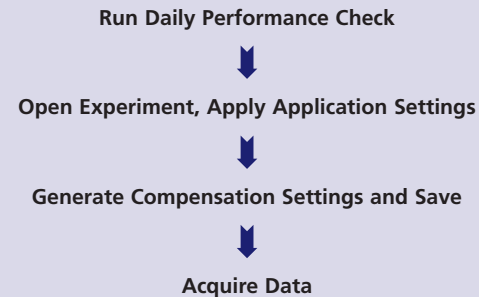 Run Daily Performance Check
Open Experiment, Apply Application Settings
Generate Compensation Settings and Save
Acquire Data